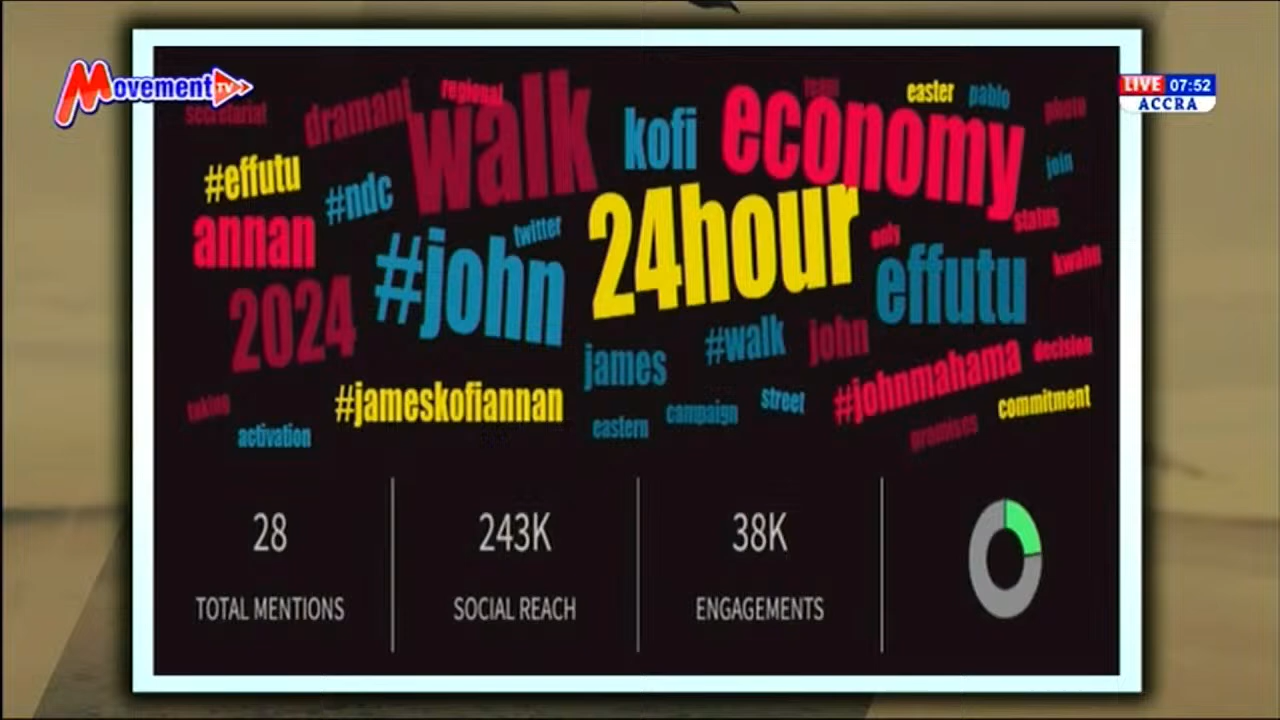 Movement TV
LIVE 07:52
ACCRA
secretariat
dramani
regional
walk
kofi
economy
easter
pablo
photo
join
#effutu
#ndc
annan
twitter
24hour
only
status
kwahu
2024
#john
effutu
james
#walk
john
#johnmahama
decision
taking
#jameskofiannan
activation
eastern
campaign
street
commitment
promises
28
243K
38K
TOTAL MENTIONS
SOCIAL REACH
ENGAGEMENTS